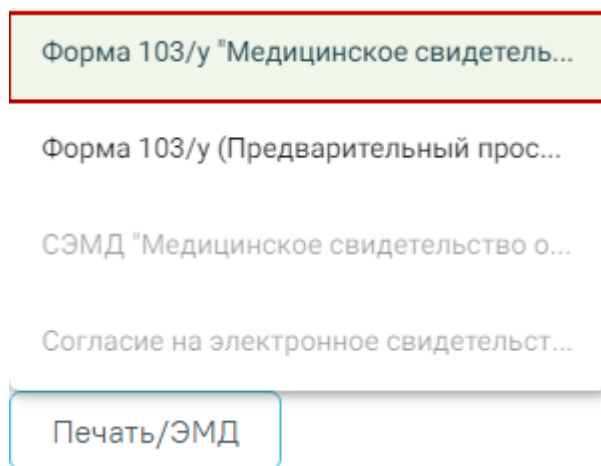 Форма 103/у "Медицинское свидетель...
Форма 103/у (Предварительный прос...
СЭМД "Медицинское свидетельство о...
Согласие на электронное свидетельст...
Печать/ЭМД